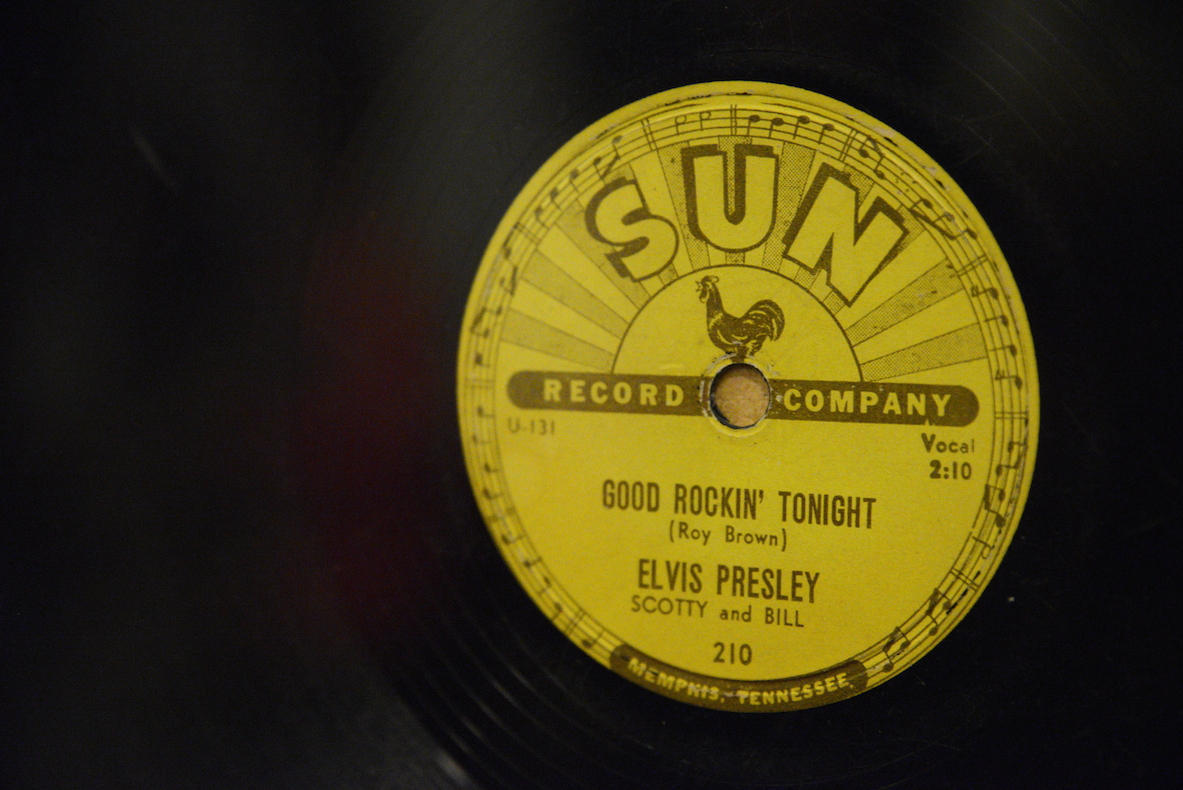 SUN
RECORD COMPANY
U-131
Vocal
2:10
GOOD ROCKIN' TONIGHT
(Roy Brown)
ELVIS PRESLEY
SCOTTY and BILL
210
MEMPHIS, TENNESSEE